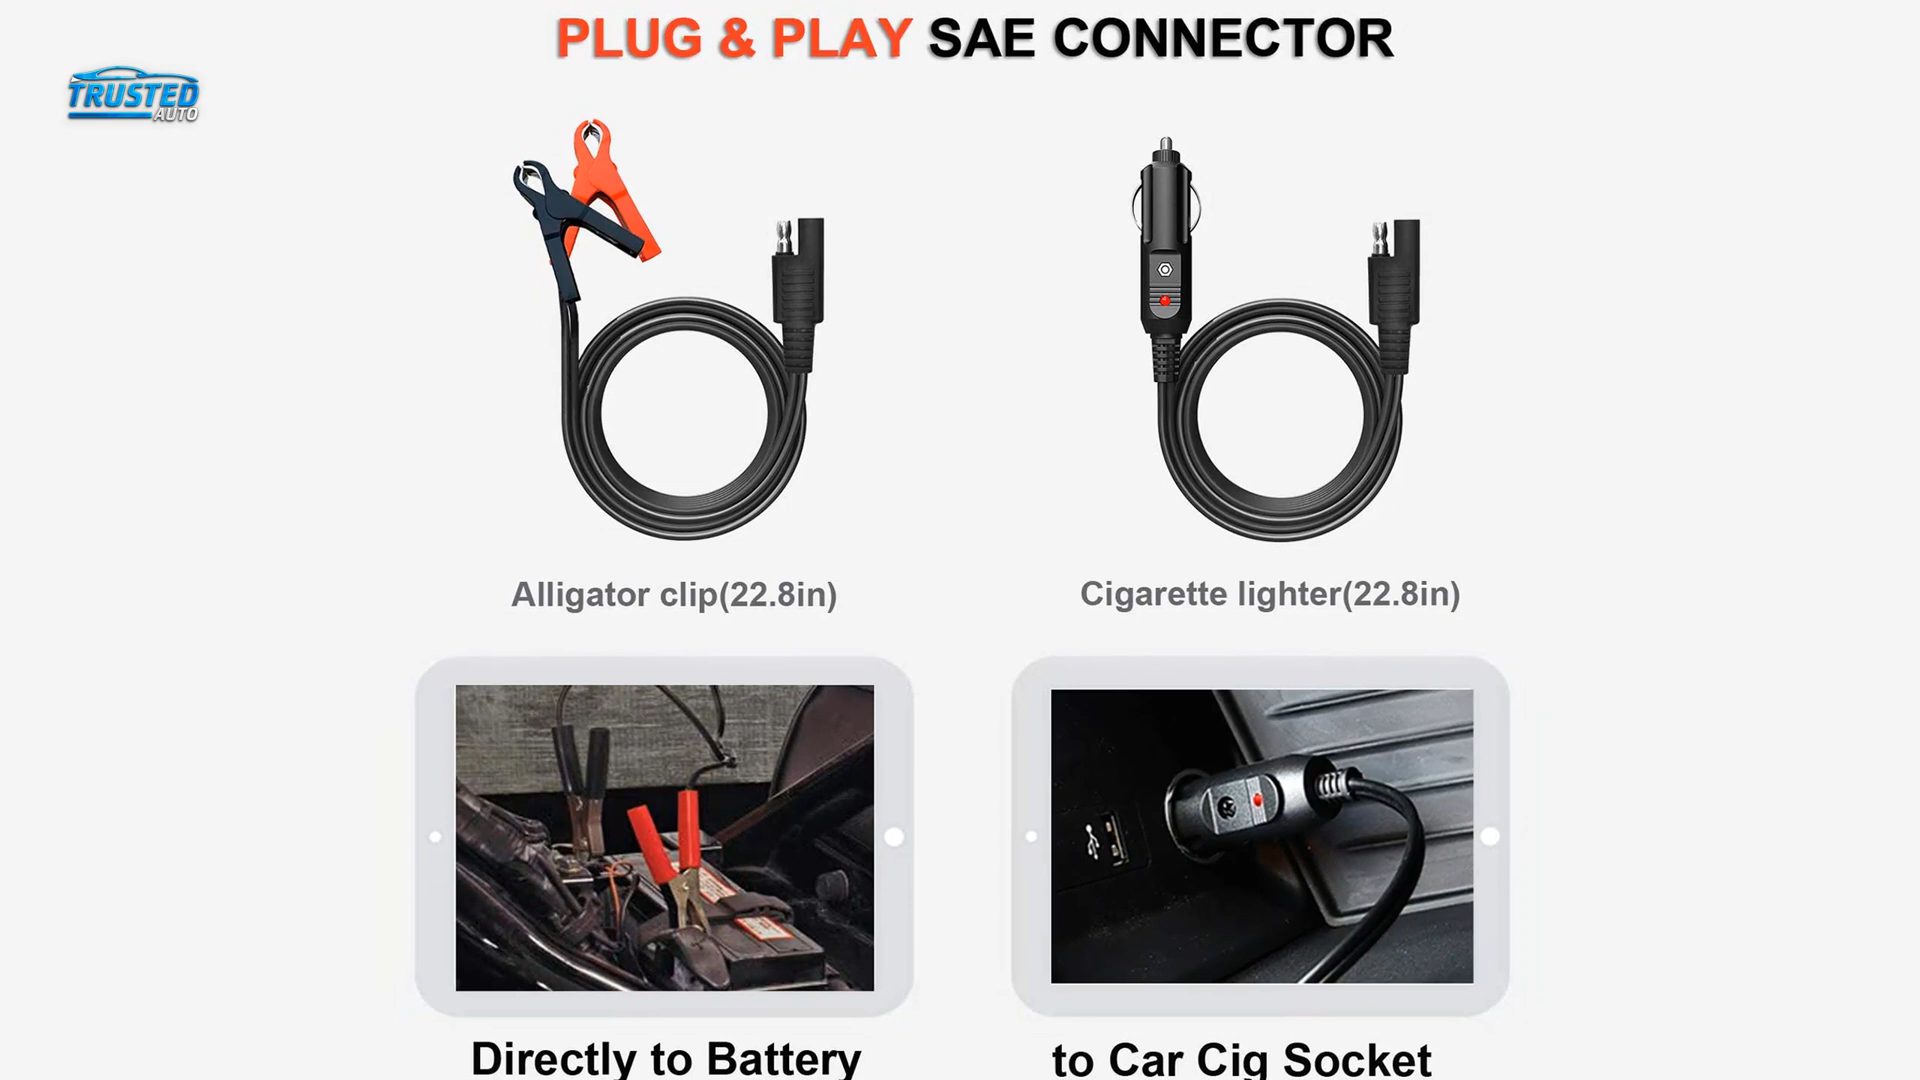 PLUG & PLAY SAE CONNECTOR
TRUSTED
AUTO
Alligator clip(22.8in)
Cigarette lighter(22.8in)
Directly to Battery
to Car Cig Socket